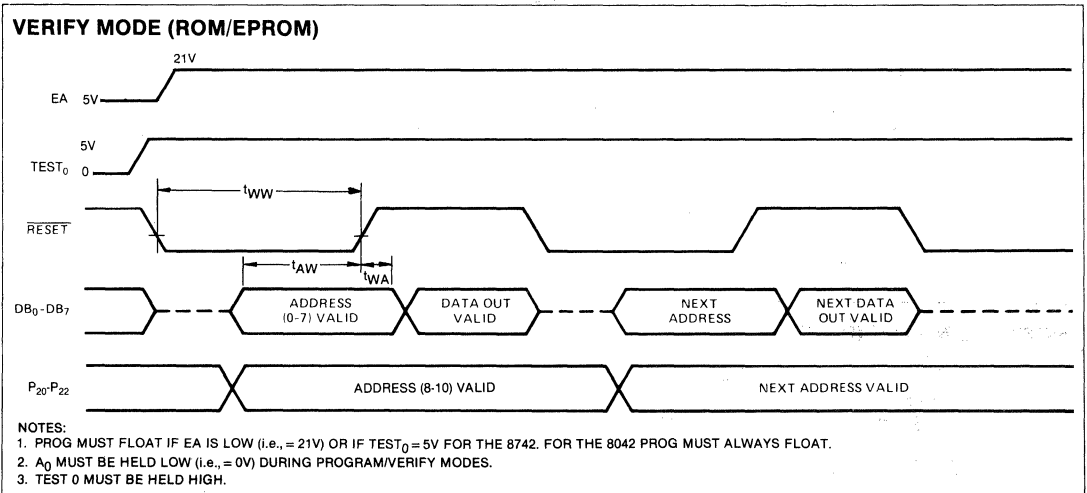 VERIFY MODE (ROM/EPROM)
21V
EA 5V
5V
TEST0 0
tWW
RESET
tAW
tWA
DB0-DB7
ADDRESS (0-7) VALID
DATA OUT VALID
NEXT ADDRESS
NEXT DATA OUT VALID
P20-P22
ADDRESS (8-10) VALID
NEXT ADDRESS VALID
NOTES:
1. PROG MUST FLOAT IF EA IS LOW (i.e., = 21V) OR IF TEST0 = 5V FOR THE 8742. FOR THE 8042 PROG MUST ALWAYS FLOAT.
2. A0 MUST BE HELD LOW (i.e., = 0V) DURING PROGRAM/VERIFY MODES.
3. TEST 0 MUST BE HELD HIGH.